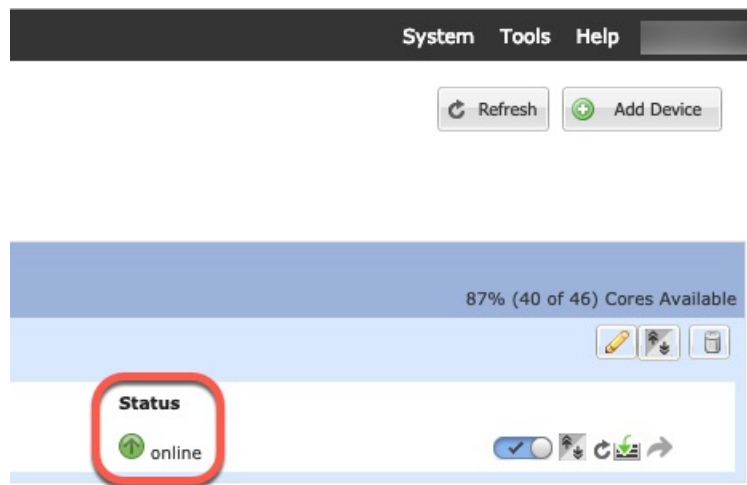 System Tools Help
Refresh Add Device
87% (40 of 46) Cores Available
Status
online